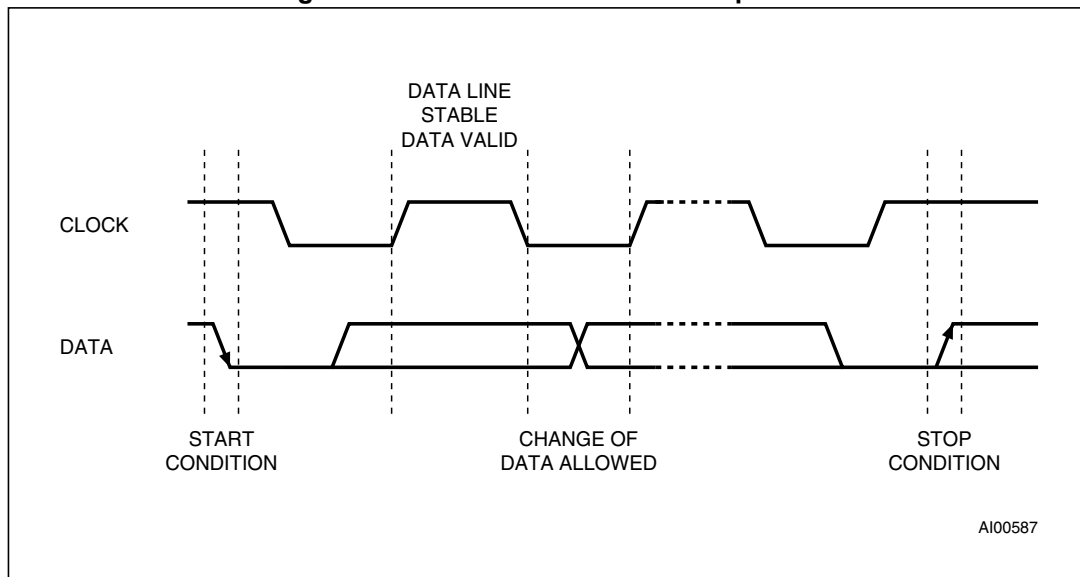 DATA LINE
STABLE
DATA VALID
CLOCK
DATA
START
CONDITION
CHANGE OF
DATA ALLOWED
STOP
CONDITION
AI00587